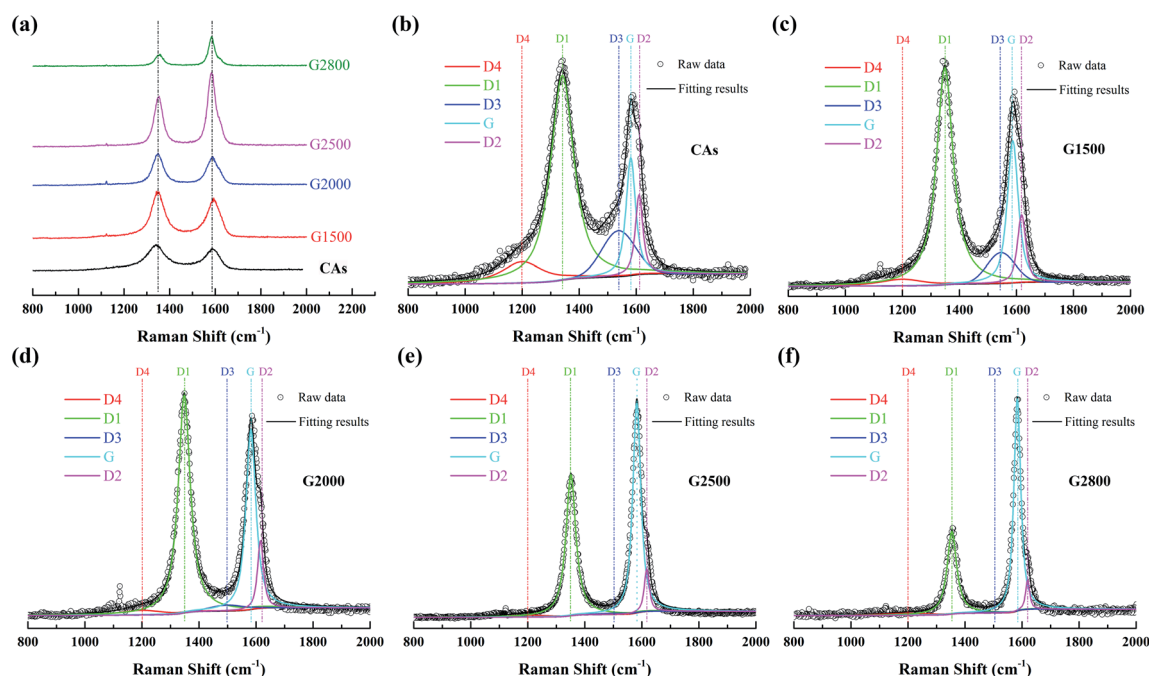 (a)
G2800
G2500
G2000
G1500
CAs
800 1000 1200 1400 1600 1800 2000 2200
Raman Shift (cm-1)
(b)
D4 D1 D3 G D2
D4
D1
D3
G
D2
Raw data
Fitting results
CAs
800 1000 1200 1400 1600 1800 2000
Raman Shift (cm-1)
(c)
D4 D1 D3 G D2
D4
D1
D3
G
D2
Raw data
Fitting results
G1500
800 1000 1200 1400 1600 1800 2000
Raman Shift (cm-1)
(d)
D4 D1 D3 G D2
D4
D1
D3
G
D2
Raw data
Fitting results
G2000
800 1000 1200 1400 1600 1800 2000
Raman Shift (cm-1)
(e)
D4 D1 D3 G D2
D4
D1
D3
G
D2
Raw data
Fitting results
G2500
800 1000 1200 1400 1600 1800 2000
Raman Shift (cm-1)
(f)
D4 D1 D3 G D2
D4
D1
D3
G
D2
Raw data
Fitting results
G2800
800 1000 1200 1400 1600 1800 2000
Raman Shift (cm-1)